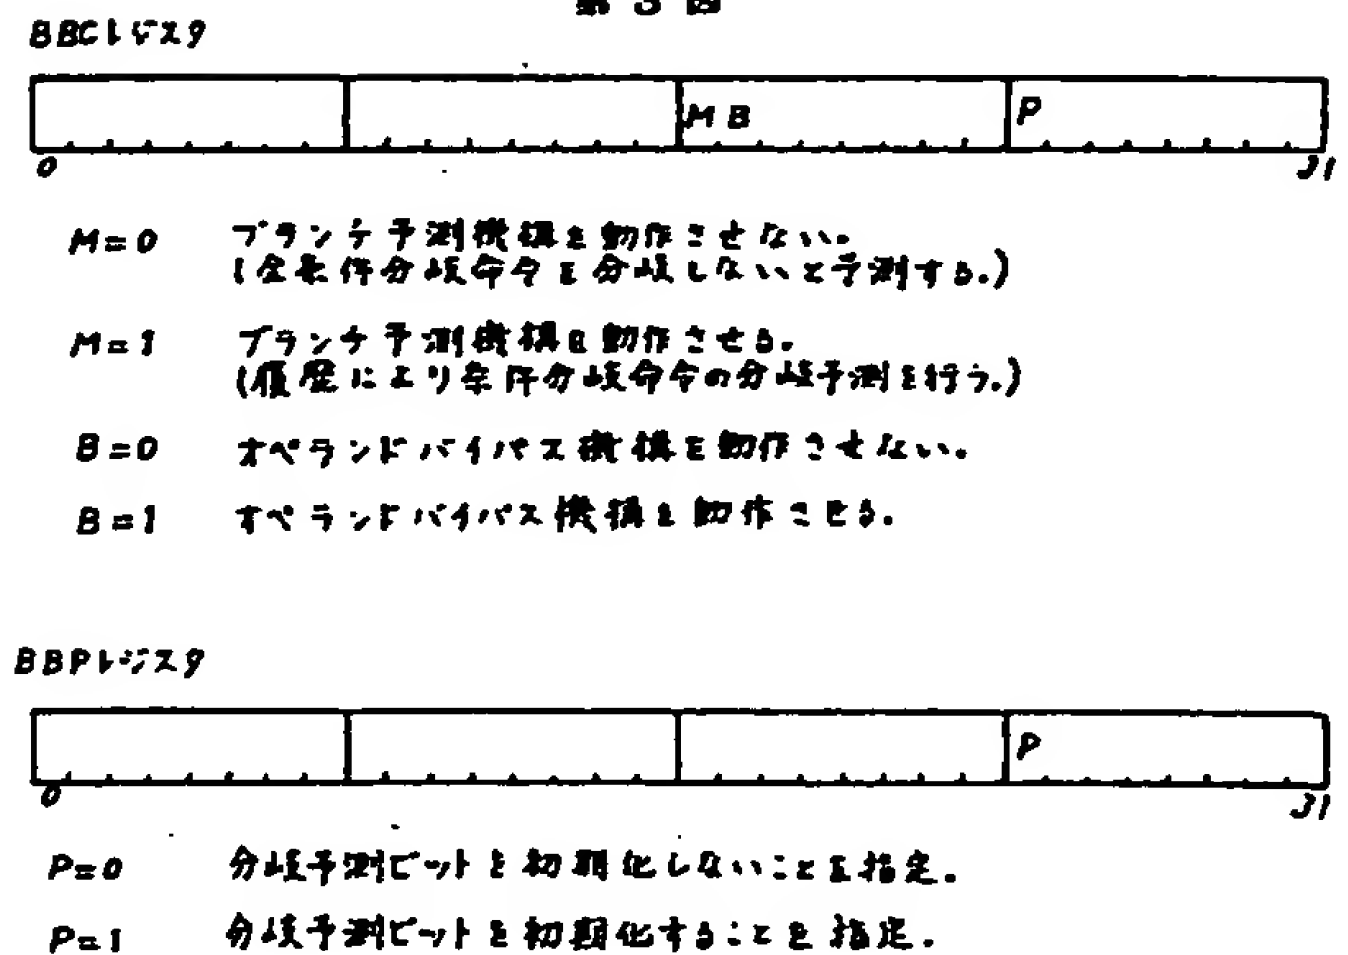 第3図
BBCレジスタ
M B P
0 31
M=0 ブランチ予測機構を動作させない。
(全条件分岐命令を分岐しないと予測する.)
M=1 ブランチ予測機構を動作させる.
(履歴により条件分岐命令の分岐予測を行う.)
B=0 オペランドバイパス機構を動作させない.
B=1 オペランドバイパス機構を動作させる.
BBPレジスタ
P
0 31
P=0 分岐予測ビットを初期化しないことを指定.
P=1 分岐予測ビットを初期化することを指定.